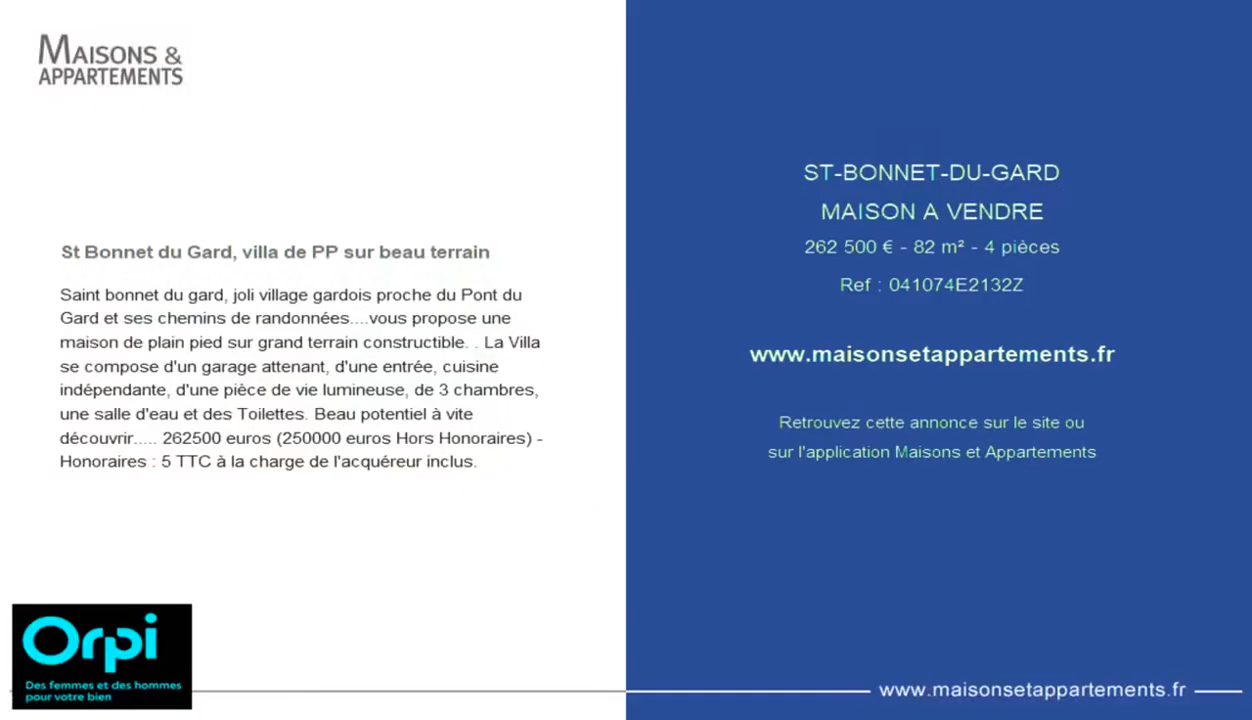 MAISONS &
APPARTEMENTS
St Bonnet du Gard, villa de PP sur beau terrain
Saint bonnet du gard, joli village gardois proche du Pont du
Gard et ses chemins de randonnées....vous propose une
maison de plain pied sur grand terrain constructible. . La Villa
se compose d'un garage attenant, d'une entrée, cuisine
indépendante, d'une pièce de vie lumineuse, de 3 chambres,
une salle d'eau et des Toilettes. Beau potentiel à vite
découvrir..... 262500 euros (250000 euros Hors Honoraires) -
Honoraires : 5 TTC à la charge de l'acquéreur inclus.
Orpi
Des femmes et des hommes
pour votre bien
ST-BONNET-DU-GARD
MAISON A VENDRE
262 500 € - 82 m² - 4 pièces
Ref : 041074E2132Z
www.maisonsetappartements.fr
Retrouvez cette annonce sur le site ou
sur l'application Maisons et Appartements
www.maisonsetappartements.fr